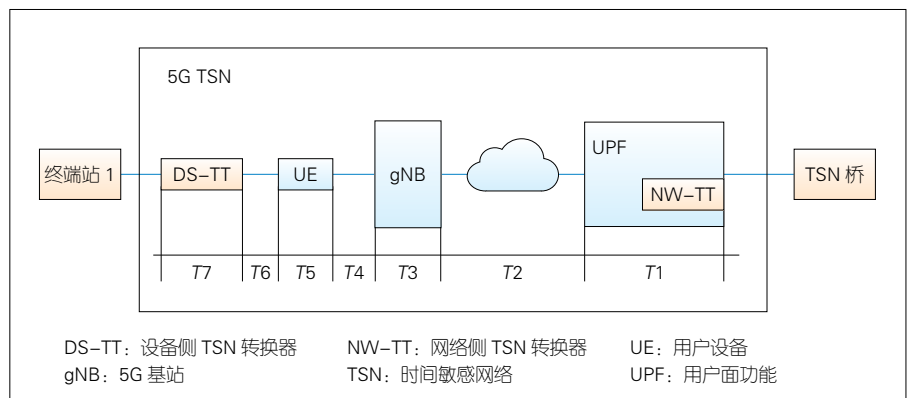 5G TSN
终端站 1
DS-TT
UE
gNB
UPF
NW-TT
TSN 桥
T7 T6 T5 T4 T3 T2 T1
DS-TT：设备侧 TSN 转换器 NW-TT：网络侧 TSN 转换器 UE：用户设备
gNB：5G 基站 TSN：时间敏感网络 UPF：用户面功能